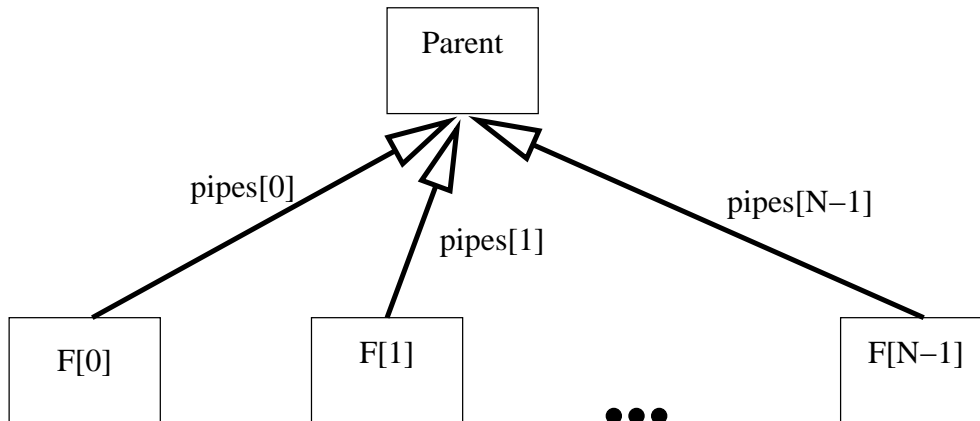 Parent
pipes[0]
pipes[N−1]
pipes[1]
F[0]
F[1]
F[N−1]